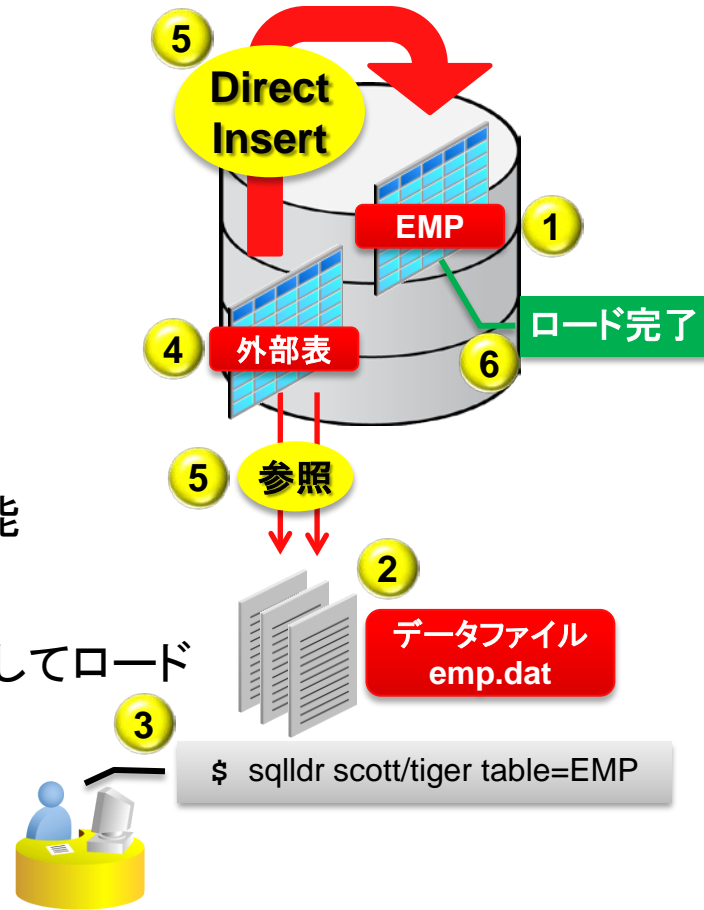 5
Direct
Insert
EMP
1
ロード完了
4
外部表
6
5
参照
能
2
データファイル
emp.dat
してロード
3
$ sqlldr scott/tiger table=EMP